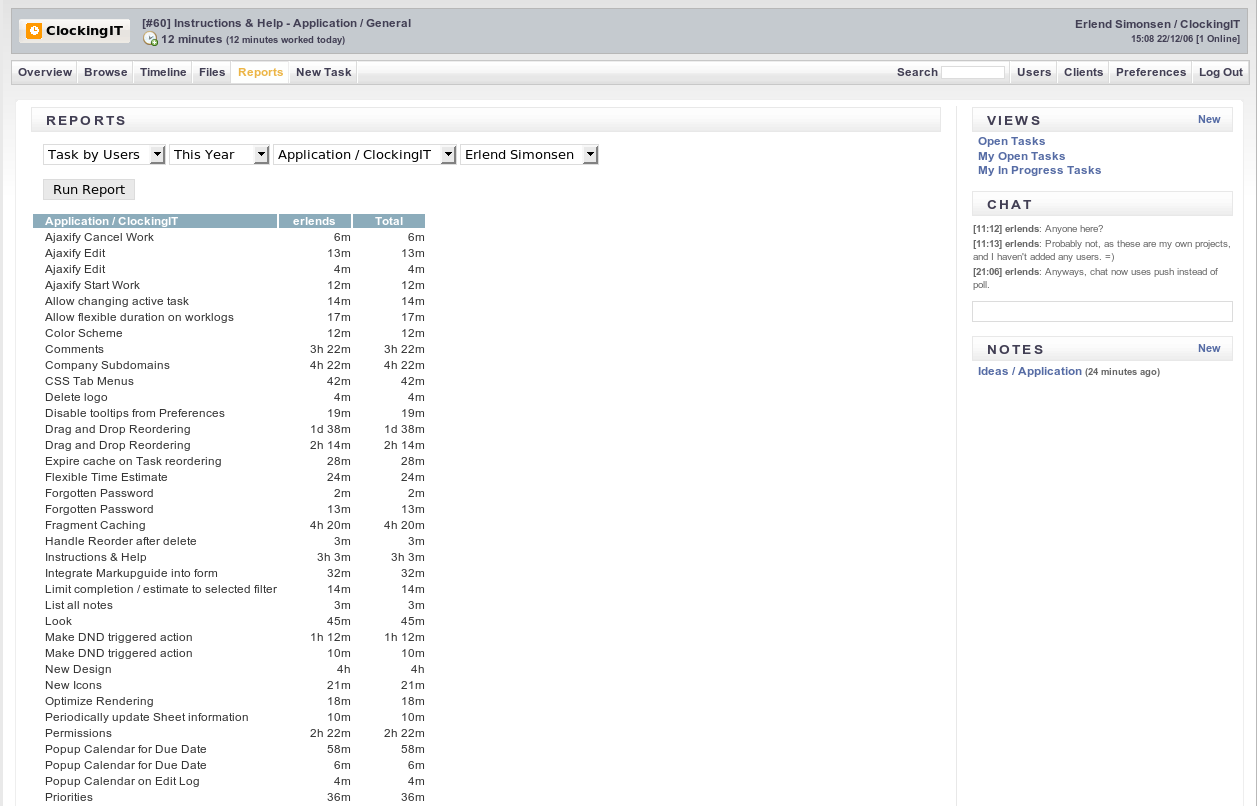 ClockingIT
[#60] Instructions & Help - Application / General
12 minutes (12 minutes worked today)
Erlend Simonsen / ClockingIT
15:08 22/12/06 [1 Online]
Overview Browse Timeline Files Reports New Task Search Users Clients Preferences Log Out
REPORTS
Task by Users This Year Application / ClockingIT Erlend Simonsen
Run Report
Application / ClockingIT erlends Total
Ajaxify Cancel Work 6m 6m
Ajaxify Edit 13m 13m
Ajaxify Edit 4m 4m
Ajaxify Start Work 12m 12m
Allow changing active task 14m 14m
Allow flexible duration on worklogs 17m 17m
Color Scheme 12m 12m
Comments 3h 22m 3h 22m
Company Subdomains 4h 22m 4h 22m
CSS Tab Menus 42m 42m
Delete logo 4m 4m
Disable tooltips from Preferences 19m 19m
Drag and Drop Reordering 1d 38m 1d 38m
Drag and Drop Reordering 2h 14m 2h 14m
Expire cache on Task reordering 28m 28m
Flexible Time Estimate 24m 24m
Forgotten Password 2m 2m
Forgotten Password 13m 13m
Fragment Caching 4h 20m 4h 20m
Handle Reorder after delete 3m 3m
Instructions & Help 3h 3m 3h 3m
Integrate Markupguide into form 32m 32m
Limit completion / estimate to selected filter 14m 14m
List all notes 3m 3m
Look 45m 45m
Make DND triggered action 1h 12m 1h 12m
Make DND triggered action 10m 10m
New Design 4h 4h
New Icons 21m 21m
Optimize Rendering 18m 18m
Periodically update Sheet information 10m 10m
Permissions 2h 22m 2h 22m
Popup Calendar for Due Date 58m 58m
Popup Calendar for Due Date 6m 6m
Popup Calendar on Edit Log 4m 4m
Priorities 36m 36m
VIEWS New
Open Tasks
My Open Tasks
My In Progress Tasks
CHAT
[11:12] erlends: Anyone here?
[11:13] erlends: Probably not, as these are my own projects,
and I haven't added any users. =)
[21:06] erlends: Anyways, chat now uses push instead of
poll.
NOTES New
Ideas / Application (24 minutes ago)